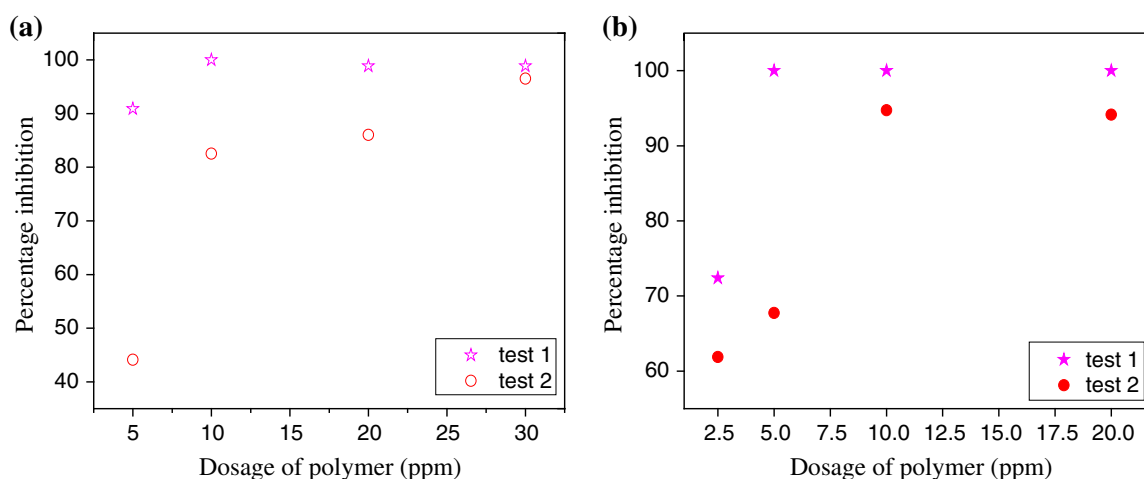 (a)
100
90
80
70
60
50
40
Percentage inhibition
test 1
test 2
5 10 15 20 25 30
Dosage of polymer (ppm)
(b)
100
90
80
70
60
Percentage inhibition
test 1
test 2
2.5 5.0 7.5 10.0 12.5 15.0 17.5 20.0
Dosage of polymer (ppm)